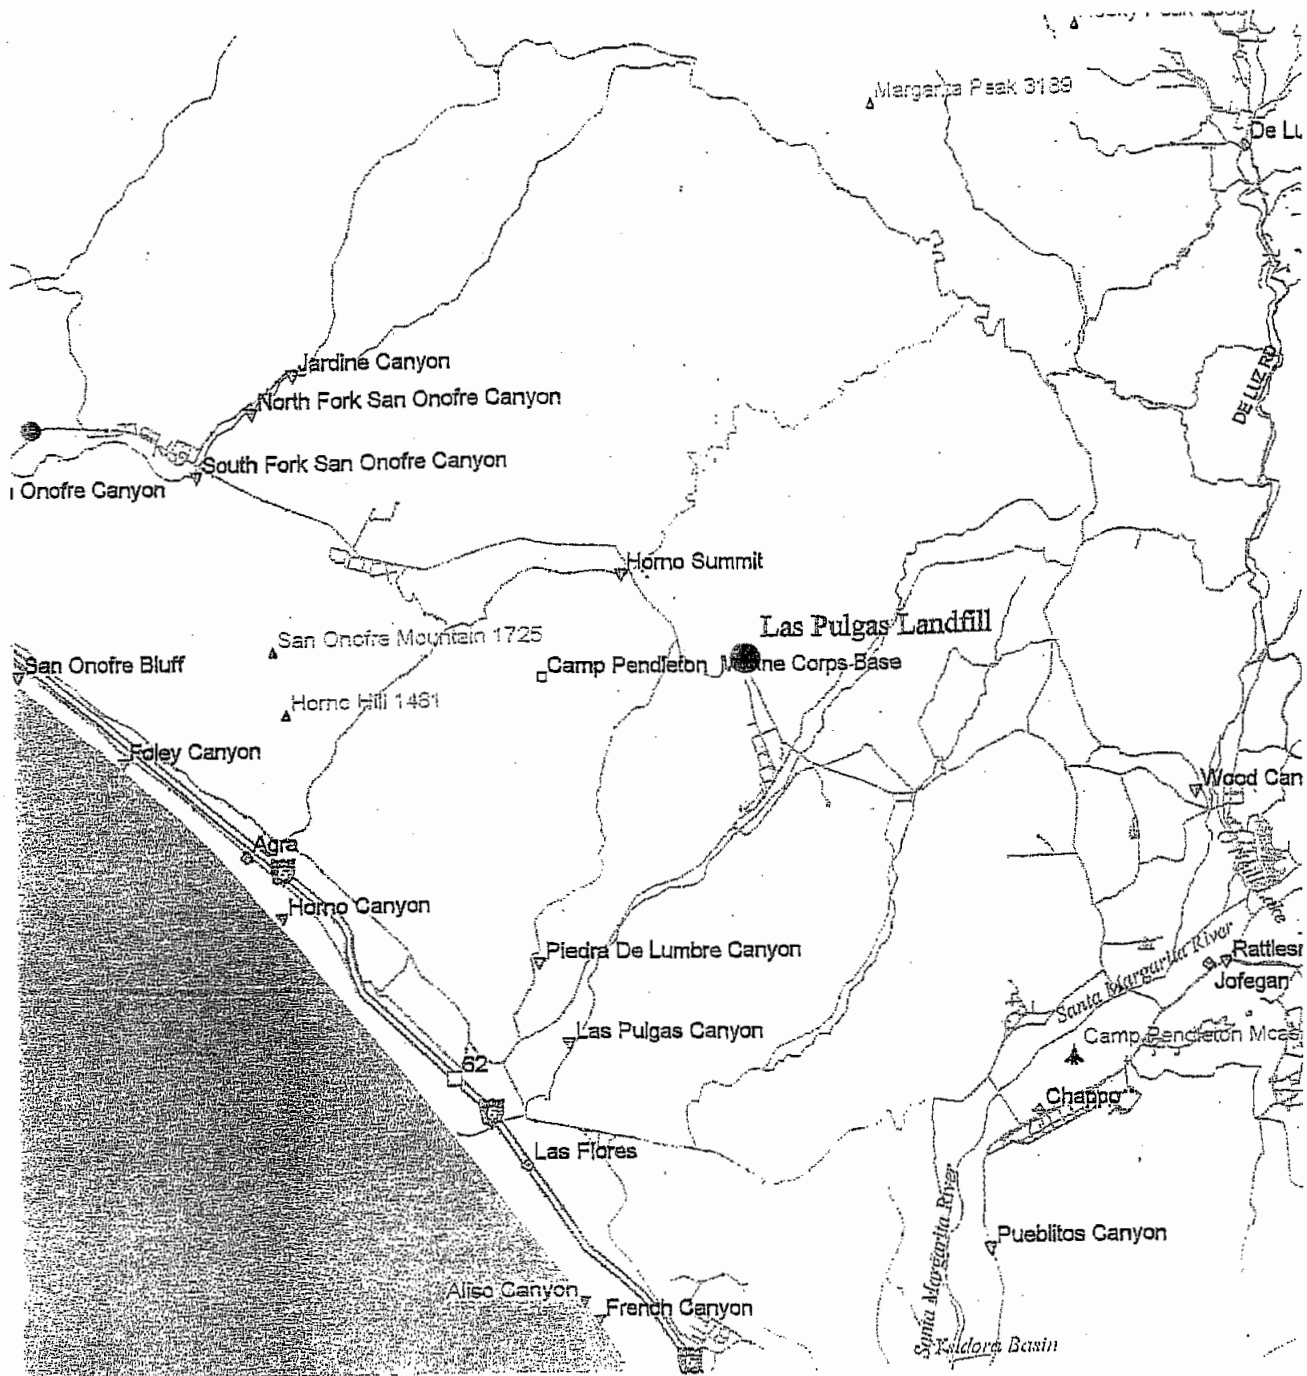 Margarita Peak 3189
De Lu
DE LUZ RD
Jardine Canyon
North Fork San Onofre Canyon
South Fork San Onofre Canyon
Onofre Canyon
Horno Summit
Las Pulgas Landfill
San Onofre Mountain 1725
San Onofre Bluff
Camp Pendleton Marine Corps Base
Horno Hill 1461
Foley Canyon
Wood Can
Agra
Horno Canyon
Lake
Santa Margarita River
Rattlesn
Piedra De Lumbre Canyon
Jofegan
Las Pulgas Canyon
Camp Pendleton Mcas
62
Chappo
Las Flores
Santa Margarita River
Pueblitos Canyon
Aliso Canyon
French Canyon
Ysidora Basin